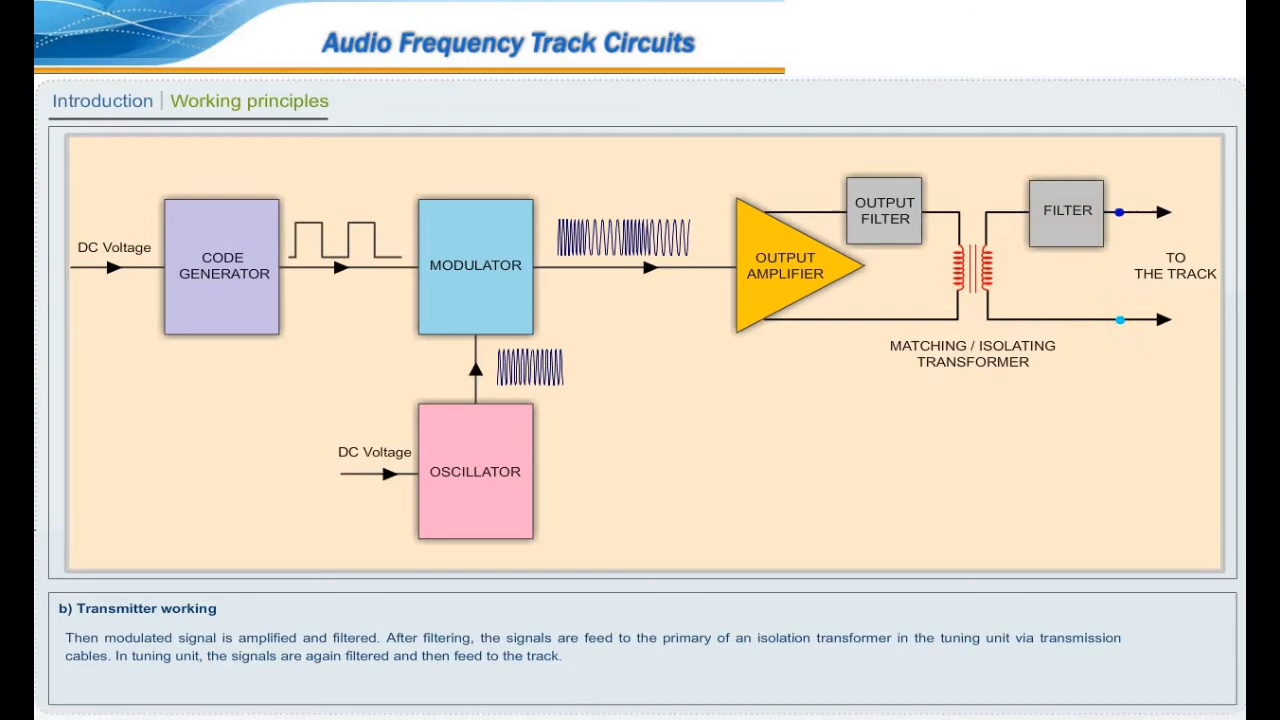 Audio Frequency Track Circuits
Introduction | Working principles
DC Voltage
CODE
GENERATOR
MODULATOR
OUTPUT
AMPLIFIER
OUTPUT
FILTER
FILTER
TO
THE TRACK
MATCHING / ISOLATING
TRANSFORMER
DC Voltage
OSCILLATOR
b) Transmitter working
Then modulated signal is amplified and filtered. After filtering, the signals are feed to the primary of an isolation transformer in the tuning unit via transmission
cables. In tuning unit, the signals are again filtered and then feed to the track.